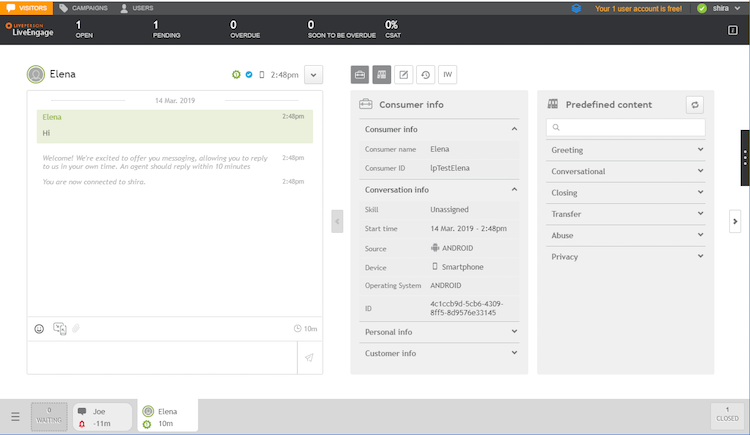 VISITORS
CAMPAIGNS
USERS
Your 1 user account is free!
shira
LIVEPERSON
LiveEngage
1
OPEN
1
PENDING
0
OVERDUE
0
SOON TO BE OVERDUE
0%
CSAT
Elena
2:48pm
14 Mar. 2019
Elena 2:48pm
Hi
Welcome! We're excited to offer you messaging, allowing you to reply 2:48pm
to us in your own time. An agent should reply within 10 minutes
You are now connected to shira. 2:48pm
10m
IW
Consumer info
Consumer info
Consumer name Elena
Consumer ID lpTestElena
Conversation info
Skill Unassigned
Start time 14 Mar. 2019 - 2:48pm
Source ANDROID
Device Smartphone
Operating System ANDROID
ID 4c1ccb9d-5cb6-4309-
8ff5-8d9576e33145
Personal info
Customer info
Predefined content
Greeting
Conversational
Closing
Transfer
Abuse
Privacy
0
WAITING
Joe
-11m
Elena
10m
1
CLOSED